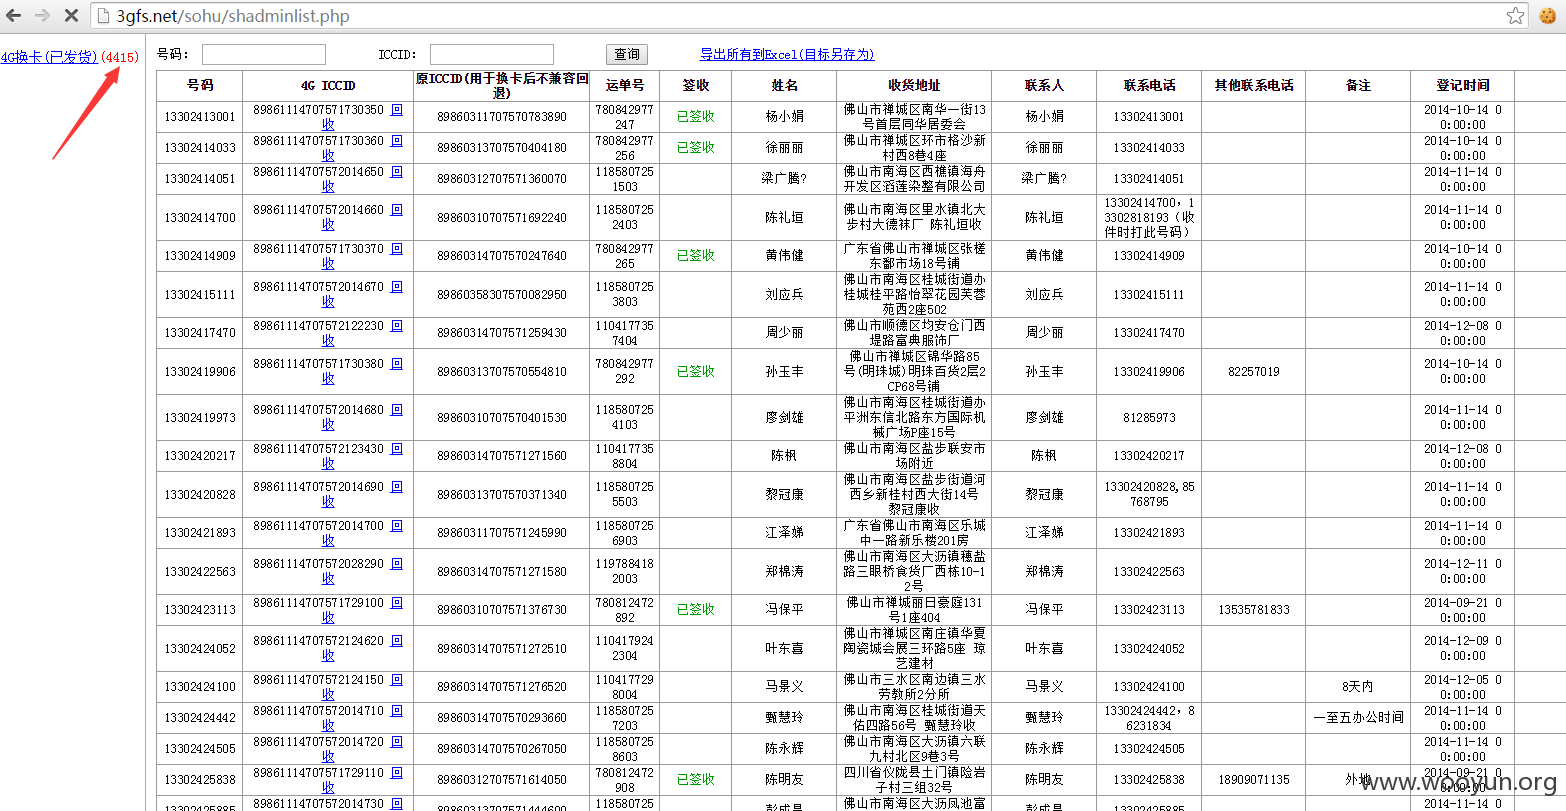 3gfs.net/sohu/shadminlist.php
4G换卡(已发货)(4415)
号码: ICCID: 查询 导出所有到Excel(目标另存为)
号码 4G ICCID 原ICCID(用于换卡后不兼容回退) 运单号 签收 姓名 收货地址 联系人 联系电话 其他联系电话 备注 登记时间
13302413001 89861114707571730350 回收 89860311707570783890 780842977247 已签收 杨小娟 佛山市禅城区南华一街13号首层同华居委会 杨小娟 13302413001 2014-10-14 00:00:00
13302414033 89861114707571730360 回收 89860313707570404180 780842977256 已签收 徐丽丽 佛山市禅城区环市格沙新村西8巷4座 徐丽丽 13302414033 2014-10-14 00:00:00
13302414051 89861114707572014650 回收 89860312707571360070 1185807251503 梁广腾? 佛山市南海区西樵镇海舟开发区滔莲染整有限公司 梁广腾? 13302414051 2014-11-14 00:00:00
13302414700 89861114707572014660 回收 89860310707571692240 1185807252403 陈礼垣 佛山市南海区里水镇北大步村大德袜厂 陈礼垣收 陈礼垣 13302414700，13302818193（收件时打此号码） 2014-11-14 00:00:00
13302414909 89861114707571730370 回收 89860314707570247640 780842977265 已签收 黄伟健 广东省佛山市禅城区张槎东鄱市场18号铺 黄伟健 13302414909 2014-10-14 00:00:00
13302415111 89861114707572014670 回收 89860358307570082950 1185807253803 刘应兵 佛山市南海区桂城街道办桂城桂平路怡翠花园芙蓉苑西2座502 刘应兵 13302415111 2014-11-14 00:00:00
13302417470 89861114707572122230 回收 89860314707571259430 1104177357404 周少丽 佛山市顺德区均安仓门西堤路富典服饰厂 周少丽 13302417470 2014-12-08 00:00:00
13302419906 89861114707571730380 回收 89860313707570554810 780842977292 已签收 孙玉丰 佛山市禅城区锦华路85号(明珠城)明珠百货2层2CP68号铺 孙玉丰 13302419906 82257019 2014-10-14 00:00:00
13302419973 89861114707572014680 回收 89860310707570401530 1185807254103 廖剑雄 佛山市南海区桂城街道办平洲东信北路东方国际机械广场P座15号 廖剑雄 81285973 2014-11-14 00:00:00
13302420217 89861114707572123430 回收 89860314707571271560 1104177358804 陈枫 佛山市南海区盐步联安市场附近 陈枫 13302420217 2014-12-08 00:00:00
13302420828 89861114707572014690 回收 89860313707570371340 1185807255503 黎冠康 佛山市南海区盐步街道河西乡新桂村西大街14号 黎冠康收 黎冠康 13302420828,85768795 2014-11-14 00:00:00
13302421893 89861114707572014700 回收 89860314707571245990 1185807256903 江泽娣 广东省佛山市南海区乐城中一路新乐楼201房 江泽娣 13302421893 2014-11-14 00:00:00
13302422563 89861114707572028290 回收 89860314707571271580 1197884182003 郑棉涛 佛山市南海区大沥镇穗盐路三眼桥食货厂西栋10-12号 郑棉涛 13302422563 2014-12-11 00:00:00
13302423113 89861114707571729100 回收 89860310707571376730 780812472892 已签收 冯保平 佛山市禅城丽日豪庭131号1座404 冯保平 13302423113 13535781833 2014-09-21 00:00:00
13302424052 89861114707572124620 回收 89860314707571272510 1104179242304 叶东喜 佛山市禅城区南庄镇华夏陶瓷城会展三环路5座 琼艺建材 叶东喜 13302424052 2014-12-09 00:00:00
13302424100 89861114707572124150 回收 89860314707571276520 1104177298004 马景义 佛山市三水区南边镇三水劳教所2分所 马景义 13302424100 8天内 2014-12-05 00:00:00
13302424442 89861114707572014710 回收 89860314707570293660 1185807257203 甄慧玲 佛山市南海区桂城街道天佑四路56号 甄慧玲收 甄慧玲 13302424442，86231834 一至五办公时间 2014-11-14 00:00:00
13302424505 89861114707572014720 回收 89860314707570267050 1185807258603 陈永辉 佛山市南海区大沥镇六联九村北区9巷3号 陈永辉 13302424505 2014-11-14 00:00:00
13302425838 89861114707571729110 回收 89860312707571614050 780812472908 已签收 陈明友 四川省仪陇县土门镇险岩子村三组32号 陈明友 13302425838 18909071135 外地 2014-09-21 00:00:00
89861114707572014730 回 118580725 佛山市南海区大沥凤池富 2014-11-14 0
www.wooyun.org